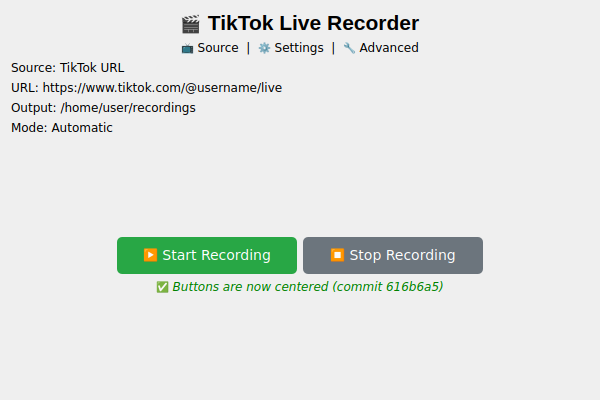 🎬 TikTok Live Recorder
📺 Source | ⚙️ Settings | 🔧 Advanced
Source: TikTok URL
URL: https://www.tiktok.com/@username/live
Output: /home/user/recordings
Mode: Automatic
▶️ Start Recording ⏹️ Stop Recording
✅ Buttons are now centered (commit 616b6a5)